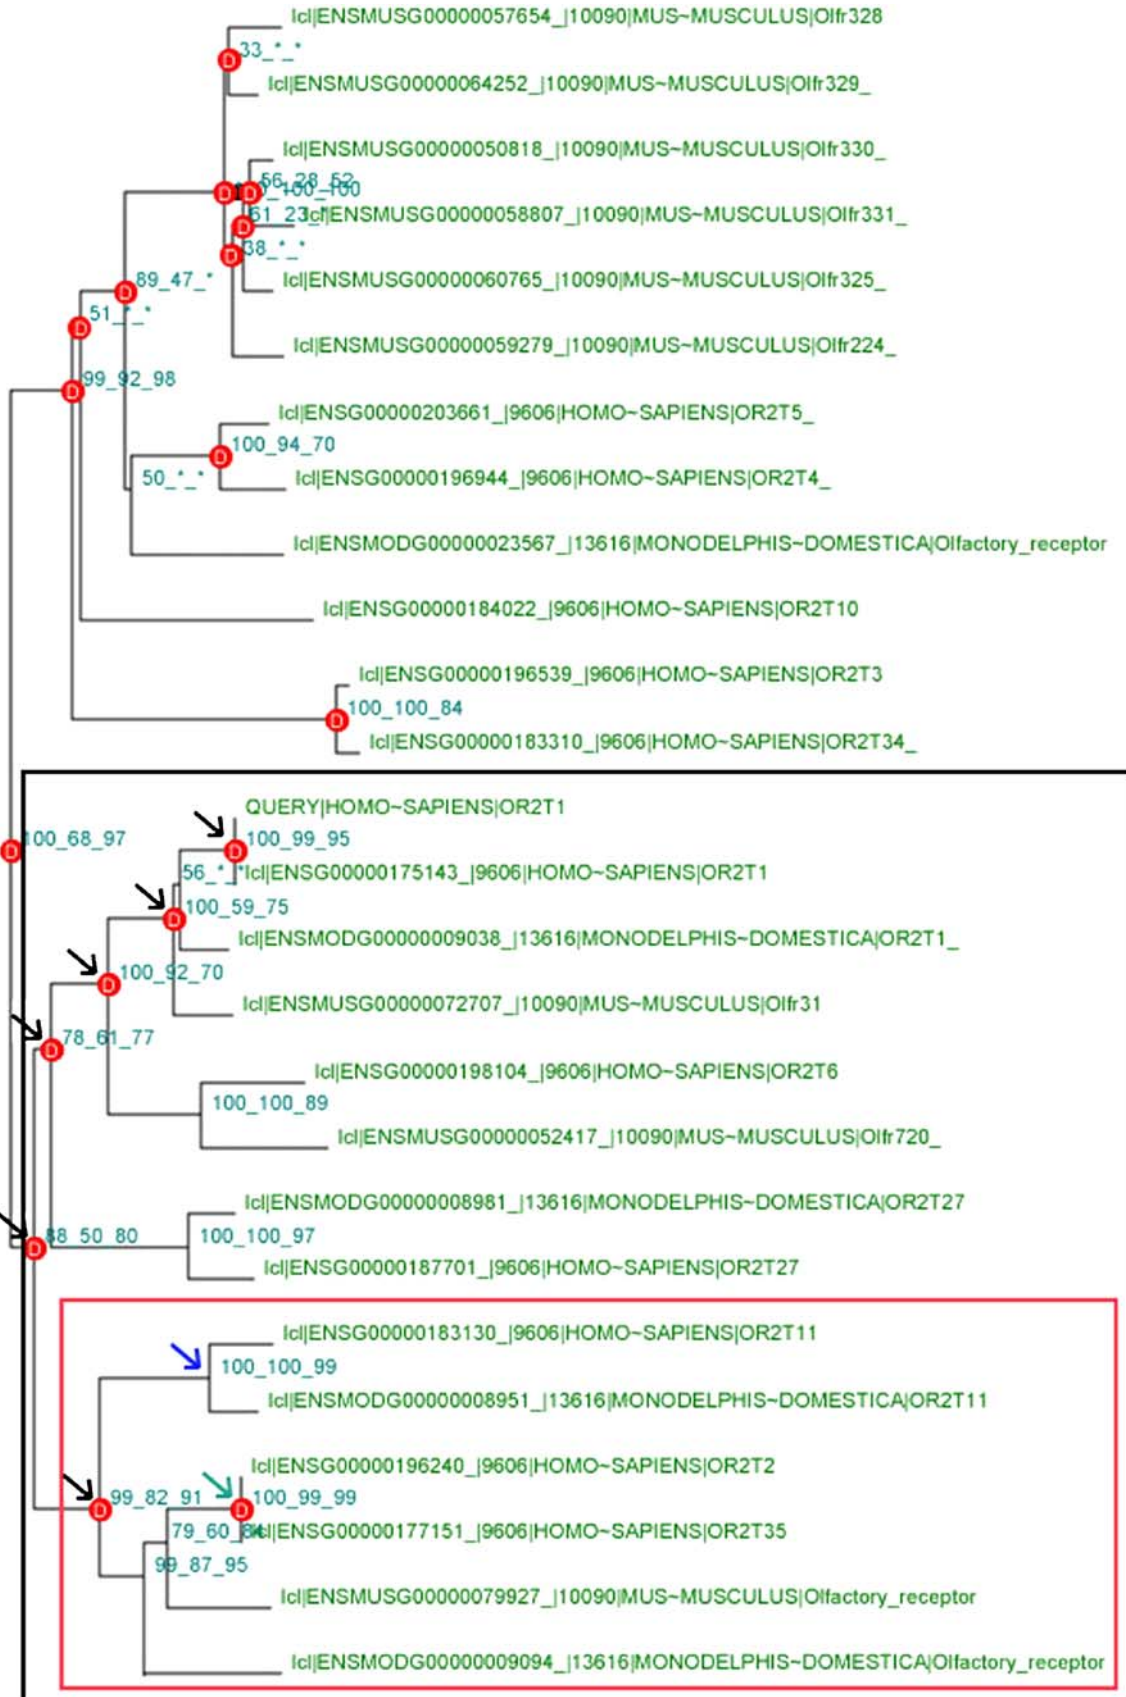 lcl|ENSMUSG00000057654_|10090|MUS~MUSCULUS|Olfr328
D 33_*_*
lcl|ENSMUSG00000064252_|10090|MUS~MUSCULUS|Olfr329_
lcl|ENSMUSG00000050818_|10090|MUS~MUSCULUS|Olfr330_
D D 56_28_52
_100_100
61_23_* lcl|ENSMUSG00000058807_|10090|MUS~MUSCULUS|Olfr331_
D
D 38_*_*
lcl|ENSMUSG00000060765_|10090|MUS~MUSCULUS|Olfr325_
D 89_47_*
D 51_*_*
lcl|ENSMUSG00000059279_|10090|MUS~MUSCULUS|Olfr224_
D 99_92_98
lcl|ENSG00000203661_|9606|HOMO~SAPIENS|OR2T5_
D 100_94_70
50_*_* lcl|ENSG00000196944_|9606|HOMO~SAPIENS|OR2T4_
lcl|ENSMODG00000023567_|13616|MONODELPHIS~DOMESTICA|Olfactory_receptor
lcl|ENSG00000184022_|9606|HOMO~SAPIENS|OR2T10
lcl|ENSG00000196539_|9606|HOMO~SAPIENS|OR2T3
D 100_100_84
lcl|ENSG00000183310_|9606|HOMO~SAPIENS|OR2T34_
QUERY|HOMO~SAPIENS|OR2T1
D 100_68_97 D 100_99_95
56_*_* lcl|ENSG00000175143_|9606|HOMO~SAPIENS|OR2T1
D 100_59_75
lcl|ENSMODG00000009038_|13616|MONODELPHIS~DOMESTICA|OR2T1_
D 100_92_70
lcl|ENSMUSG00000072707_|10090|MUS~MUSCULUS|Olfr31
D 78_61_77
lcl|ENSG00000198104_|9606|HOMO~SAPIENS|OR2T6
100_100_89
lcl|ENSMUSG00000052417_|10090|MUS~MUSCULUS|Olfr720_
lcl|ENSMODG00000008981_|13616|MONODELPHIS~DOMESTICA|OR2T27
D 88_50_80 100_100_97
lcl|ENSG00000187701_|9606|HOMO~SAPIENS|OR2T27
lcl|ENSG00000183130_|9606|HOMO~SAPIENS|OR2T11
100_100_99
lcl|ENSMODG00000008951_|13616|MONODELPHIS~DOMESTICA|OR2T11
lcl|ENSG00000196240_|9606|HOMO~SAPIENS|OR2T2
D 99_82_91 D 100_99_99
79_60_84 lcl|ENSG00000177151_|9606|HOMO~SAPIENS|OR2T35
99_87_95
lcl|ENSMUSG00000079927_|10090|MUS~MUSCULUS|Olfactory_receptor
lcl|ENSMODG00000009094_|13616|MONODELPHIS~DOMESTICA|Olfactory_receptor